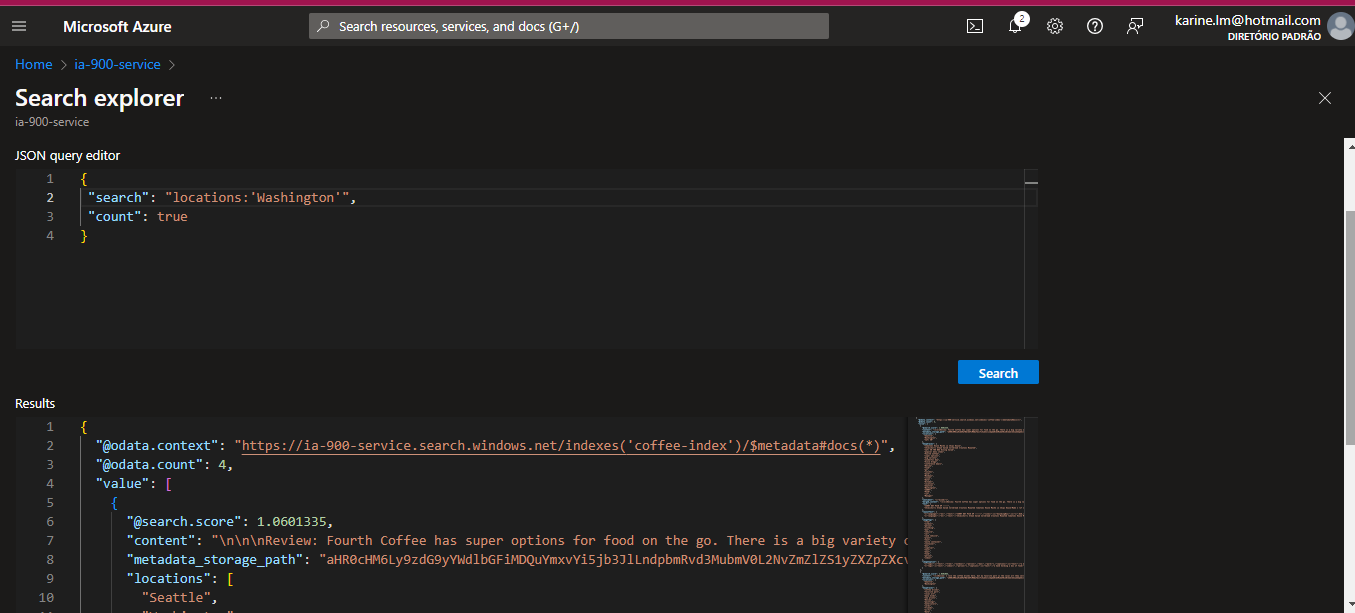 Microsoft Azure
Search resources, services, and docs (G+/)
2
karine.lm@hotmail.com
DIRETÓRIO PADRÃO
Home > ia-900-service >
Search explorer ...
ia-900-service
JSON query editor
1 {
2 "search": "locations:'Washington'",
3 "count": true
4 }
Search
Results
1 {
2 "@odata.context": "https://ia-900-service.search.windows.net/indexes('coffee-index')/$metadata#docs(*)",
3 "@odata.count": 4,
4 "value": [
5 {
6 "@search.score": 1.0601335,
7 "content": "\n\n\nReview: Fourth Coffee has super options for food on the go. There is a big variety
8 "metadata_storage_path":
9 "locations": [
10 "Seattle",